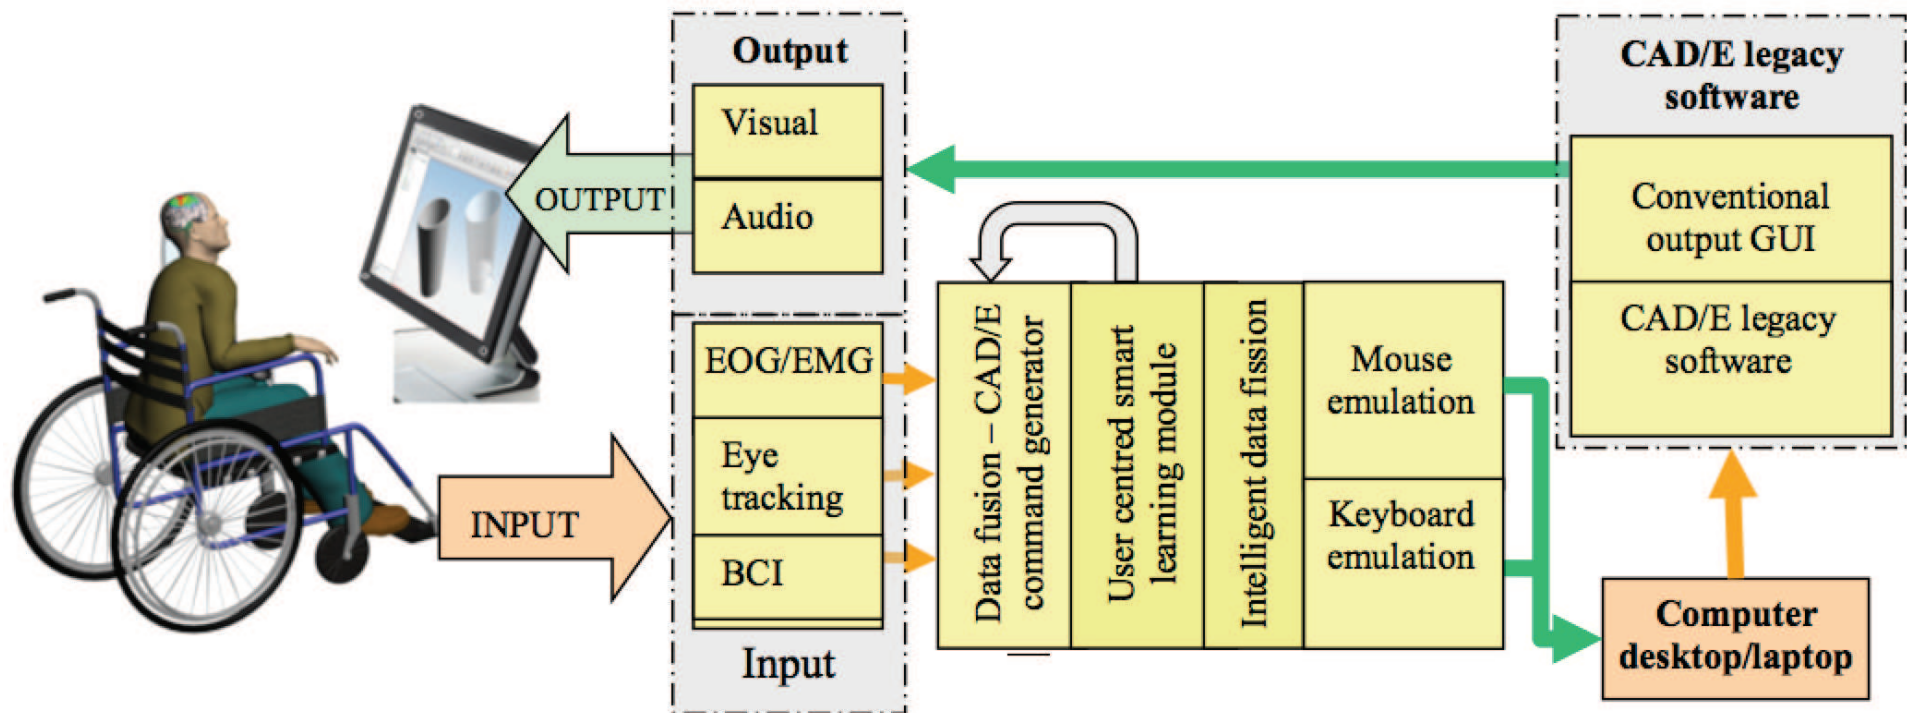 Output
Visual
Audio
OUTPUT
CAD/E legacy
software
Conventional
output GUI
CAD/E legacy
software
EOG/EMG
Eye
tracking
BCI
Input
INPUT
Data fusion – CAD/E
command generator
User centred smart
learning module
Intelligent data fission
Mouse
emulation
Keyboard
emulation
Computer
desktop/laptop